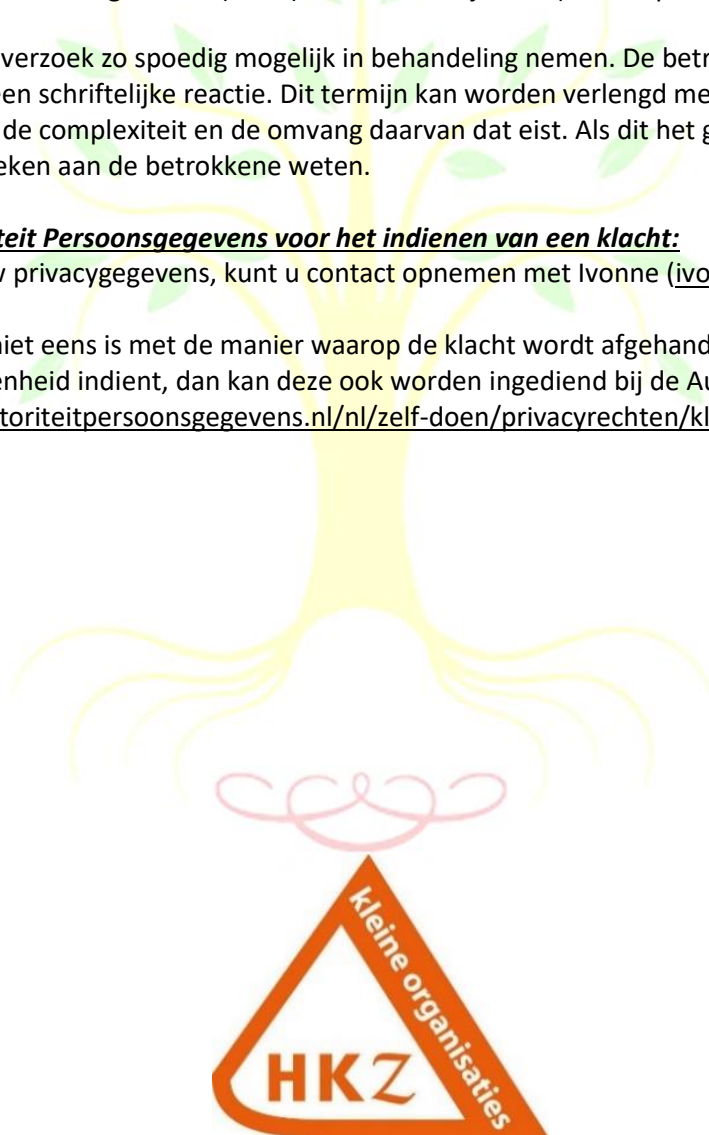 verzoek zo spoedig mogelijk in behandeling nemen. De betr
en schriftelijke reactie. Dit termijn kan worden verlengd me
de complexiteit en de omvang daarvan dat eist. Als dit het g
eken aan de betrokkene weten.
eit Persoonsgegevens voor het indienen van een klacht:
privacygegevens, kunt u contact opnemen met Ivonne (ivo
niet eens is met de manier waarop de klacht wordt afgehand
enheid indient, dan kan deze ook worden ingediend bij de Au
toriteitpersoonsgegevens.nl/nl/zelf-doen/privacyrechten/kl
kleine organisaties
HKZ